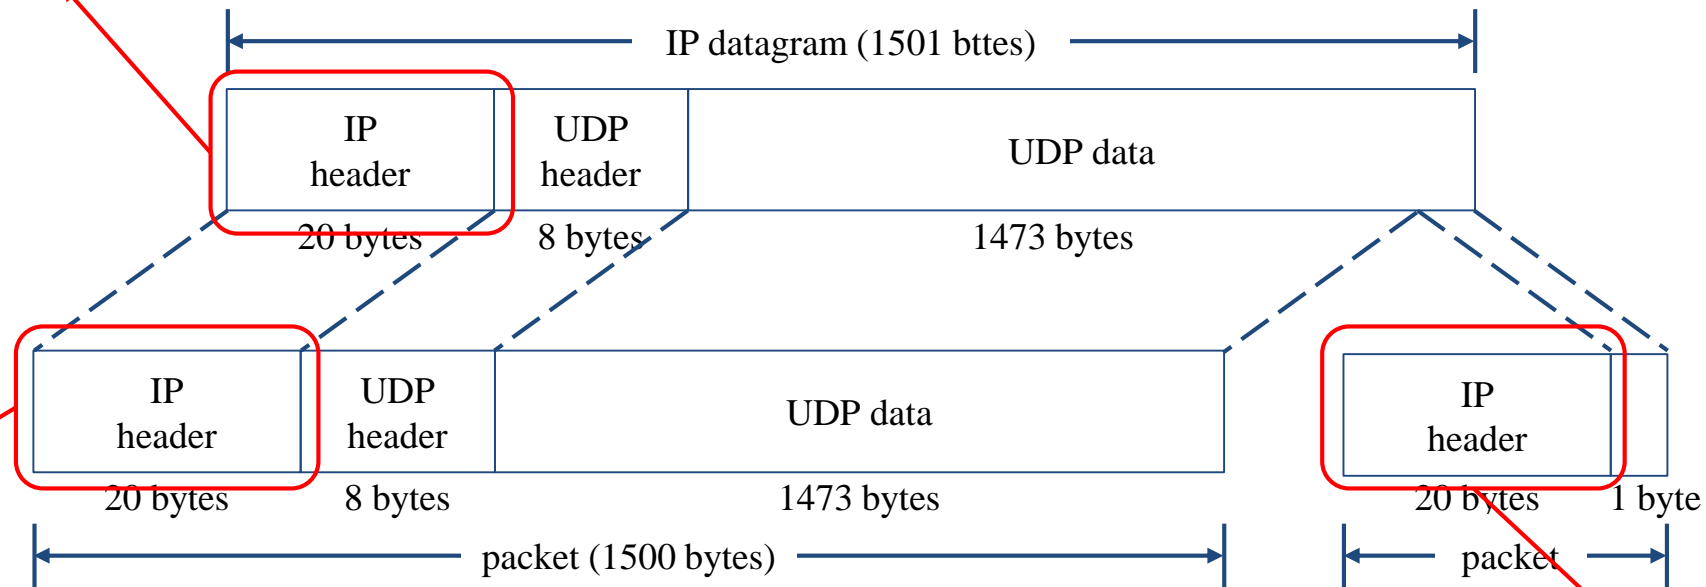 IP datagram (1501 bttes)
IP
header
UDP
header
UDP data
20 bytes
8 bytes
1473 bytes
IP
header
UDP
header
UDP data
IP
header
20 bytes
8 bytes
1473 bytes
20 bytes
1 byte
packet (1500 bytes)
packet